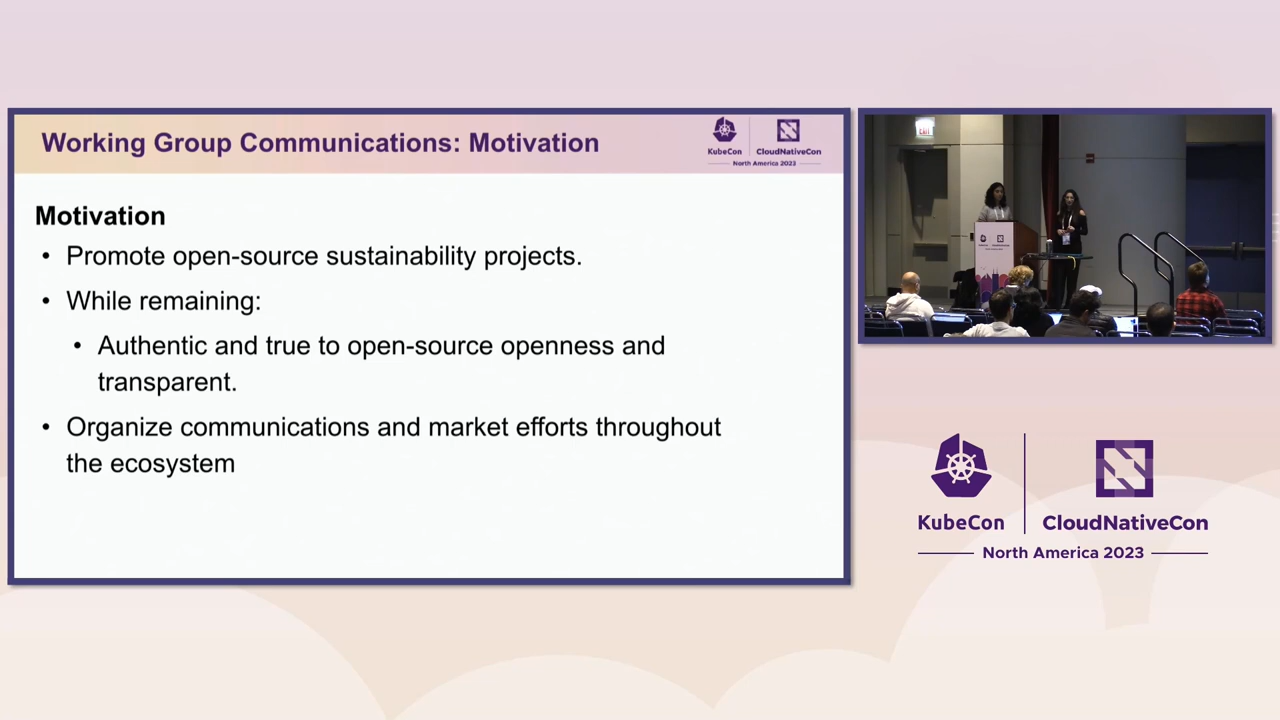 Working Group Communications: Motivation
KubeCon
CloudNativeCon
North America 2023
Motivation
• Promote open-source sustainability projects.
• While remaining:
• Authentic and true to open-source openness and
transparent.
• Organize communications and market efforts throughout
the ecosystem
EXIT
KubeCon
CloudNativeCon
North America 2023